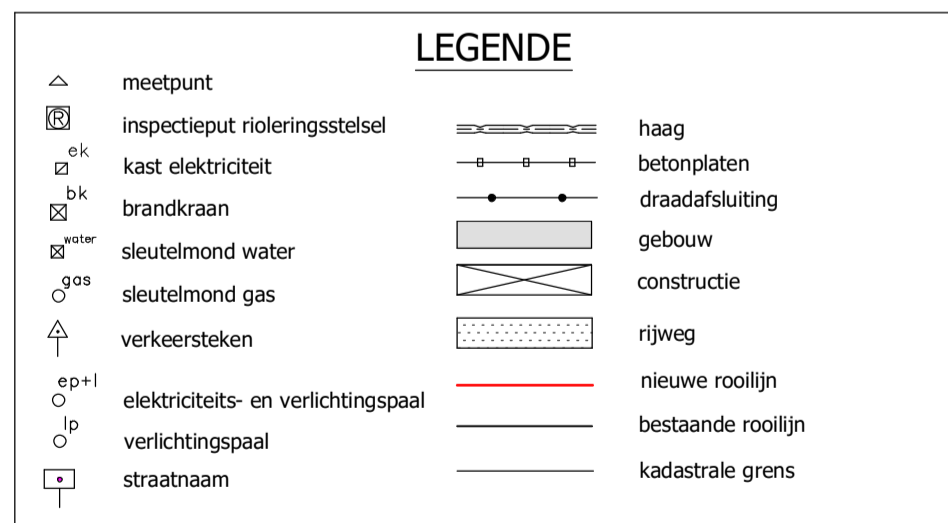 LEGENDE
meetpunt
R
inspectieput rioleringsstelsel
ek
kast elektriciteit
bk
brandkraan
water
sleutelmond water
gas
sleutelmond gas
verkeersteken
ep+l
elektriciteits- en verlichtingspaal
lp
verlichtingspaal
straatnaam
haag
betonplaten
draadafsluiting
gebouw
constructie
rijweg
nieuwe rooilijn
bestaande rooilijn
kadastrale grens